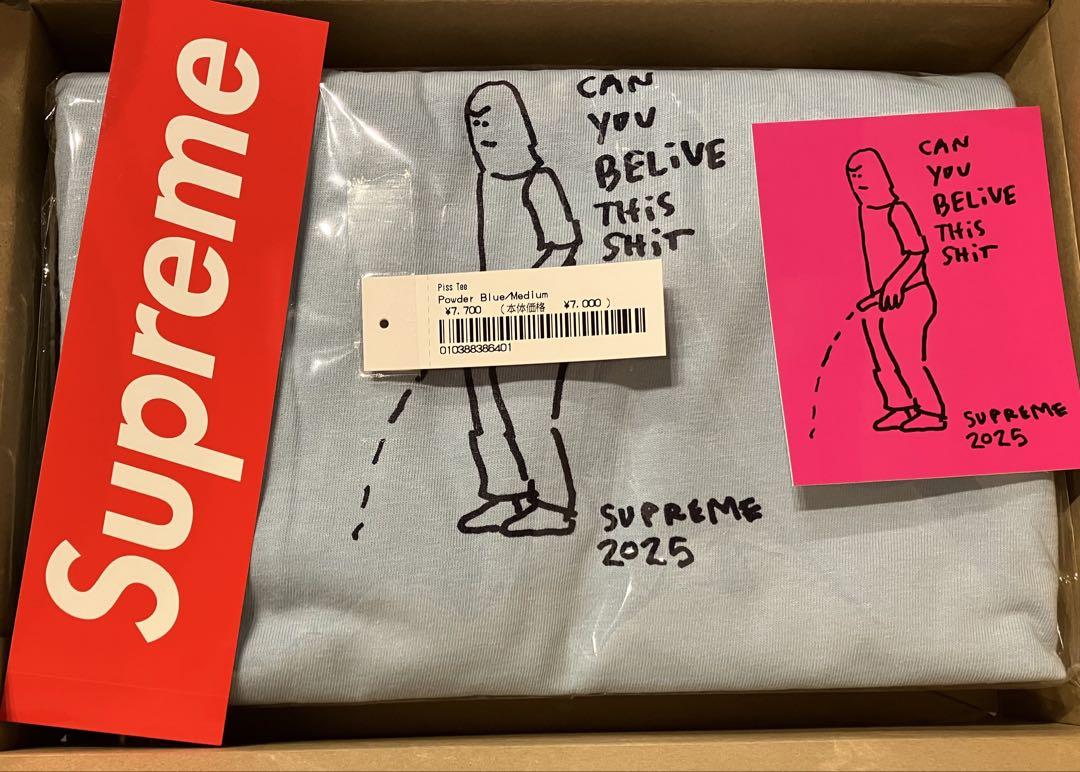 Supreme
CAN
YOU
BELIVE
THIS
SHIT
Piss Tee
Powder Blue/Medium
¥7.700 (本体価格 ¥7.000 )
010388386401
SUPREME
2025
CAN
YOU
BELIVE
THIS
SHIT
SUPREME
2025